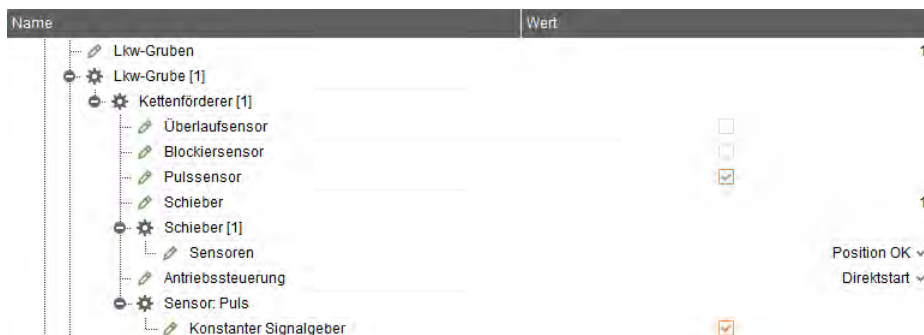 Name Wert
Lkw-Gruben 1
Lkw-Grube [1]
Kettenförderer [1]
Überlaufsensor
Blockiersensor
Pulssensor
Schieber 1
Schieber [1]
Sensoren Position OK
Antriebssteuerung Direktstart
Sensor: Puls
Konstanter Signalgeber